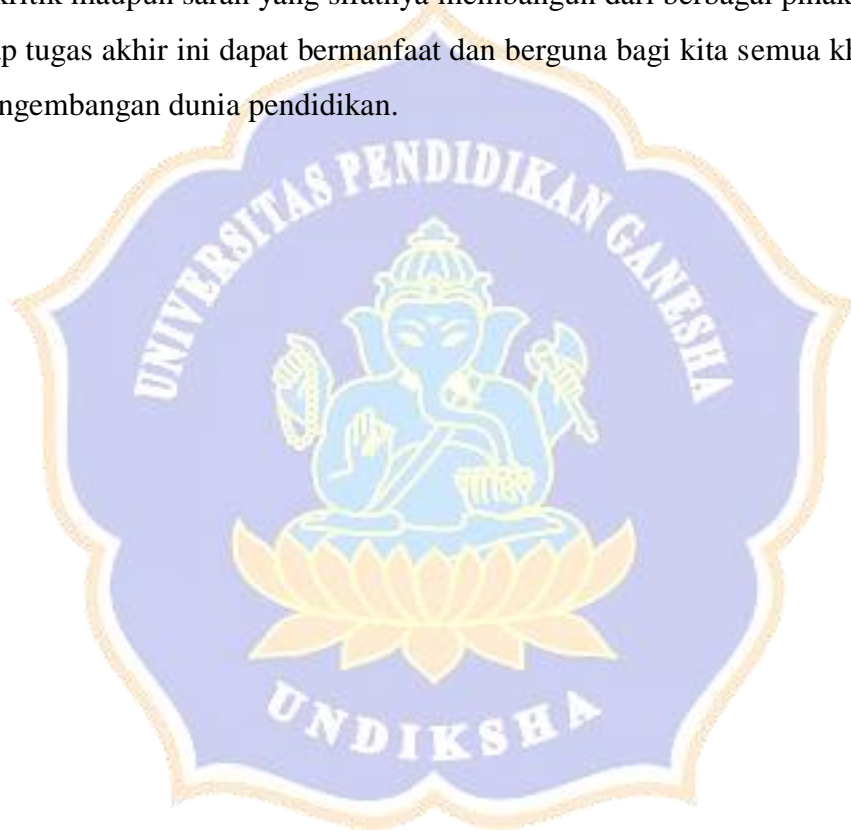 kritik maupun saran yang sifatnya membangun dari berbagai pihak
p tugas akhir ini dapat bermanfaat dan berguna bagi kita semua kh
ngembangan dunia pendidikan.
UNIVERSITAS PENDIDIKAN GANESHA
UNDIKSHA